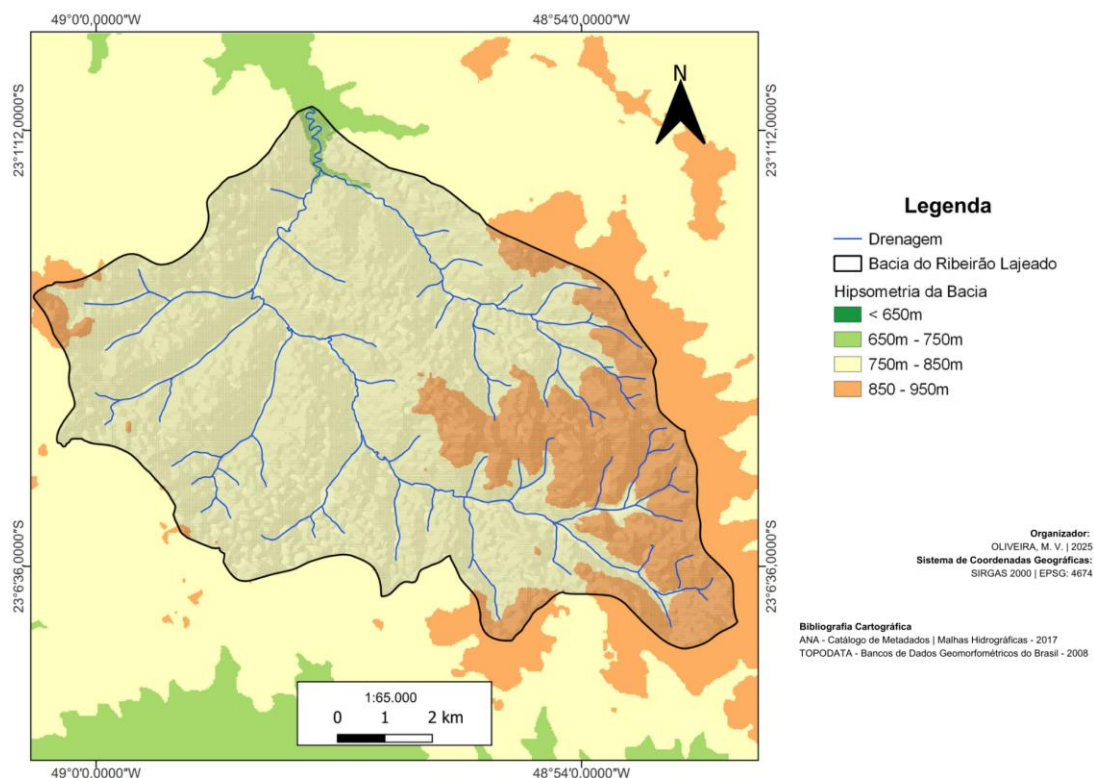 49°0'0,0000"W
48°54'0,0000"W
23°1'12,0000"S
23°1'12,0000"S
N
Legenda
Drenagem
Bacia do Ribeirão Lajeado
Hipsometria da Bacia
< 650m
650m - 750m
750m - 850m
850 - 950m
23°6'36,0000"S
23°6'36,0000"S
Organizador:
OLIVEIRA, M. V. | 2025
Sistema de Coordenadas Geográficas:
SIRGAS 2000 | EPSG: 4674
Bibliografia Cartográfica
ANA - Catálogo de Metadados | Malhas Hidrográficas - 2017
TOPODATA - Bancos de Dados Geomorfométricos do Brasil - 2008
1:65.000
0 1 2 km
49°0'0,0000"W
48°54'0,0000"W